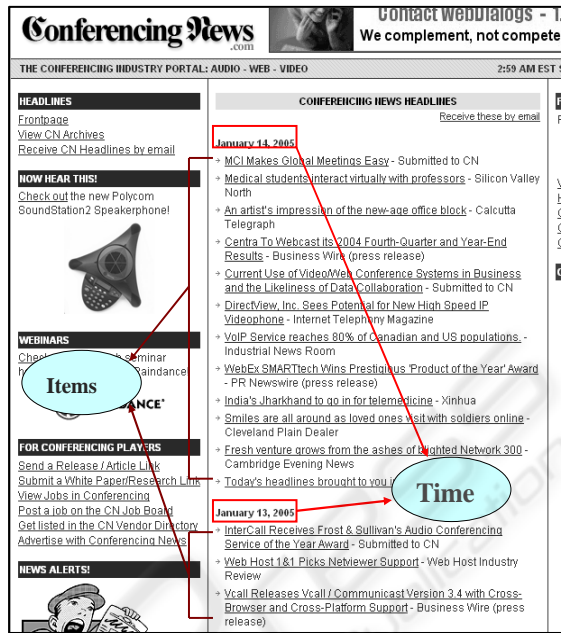 Conferencing News
.com
Contact WebDialogs - 1
We complement, not compete
THE CONFERENCING INDUSTRY PORTAL: AUDIO - WEB - VIDEO
2:59 AM EST
HEADLINES
Frontpage
View CN Archives
Receive CN Headlines by email
NOW HEAR THIS!
Check out the new Polycom
SoundStation2 Speakerphone!
WEBINARS
seminar
Raindance!
Items
DANCE
FOR CONFERENCING PLAYERS
Send a Release / Article Link
Submit a White Paper/Research Link
View Jobs in Conferencing
Post a job on the CN Job Board
Get listed in the CN Vendor Directory
Advertise with Conferencing News
NEWS ALERTS!
CONFERENCING NEWS HEADLINES
Receive these by email
January 14, 2005
MCI Makes Global Meetings Easy - Submitted to CN
Medical students interact virtually with professors - Silicon Valley
North
An artist's impression of the new-age office block - Calcutta
Telegraph
Centra To Webcast its 2004 Fourth-Quarter and Year-End
Results - Business Wire (press release)
Current Use of Video/Web Conference Systems in Business
and the Likeliness of Data Collaboration - Submitted to CN
DirectView, Inc. Sees Potential for New High Speed IP
Videophone - Internet Telephony Magazine
VoIP Service reaches 80% of Canadian and US populations. -
Industrial News Room
WebEx SMARTtech Wins Prestigious 'Product of the Year' Award
- PR Newswire (press release)
India's Jharkhand to go in for telemedicine - Xinhua
Smiles are all around as loved ones visit with soldiers online -
Cleveland Plain Dealer
Fresh venture grows from the ashes of blighted Network 300 -
Cambridge Evening News
Today's headlines brought to you
Time
January 13, 2005
InterCall Receives Frost & Sullivan's Audio Conferencing
Service of the Year Award - Submitted to CN
Web Host 1&1 Picks Netviewer Support - Web Host Industry
Review
Vcall Releases Vcall / Communicast Version 3.4 with Cross-
Browser and Cross-Platform Support - Business Wire (press
release)